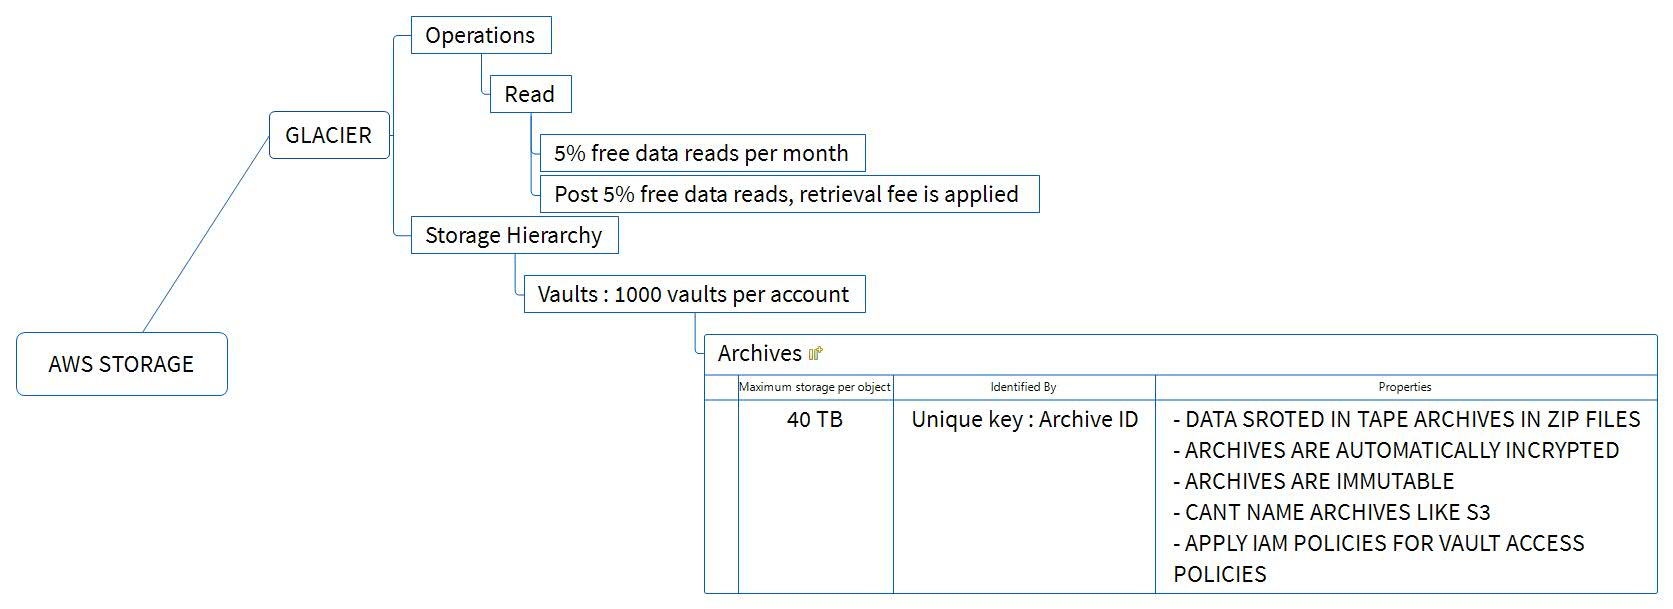 Operations
Read
GLACIER
5% free data reads per month
Post 5% free data reads, retrieval fee is applied
Storage Hierarchy
Vaults : 1000 vaults per account
AWS STORAGE
Archives
Maximum storage per object
Identified By
Properties
40 TB
Unique key : Archive ID
- DATA SROTED IN TAPE ARCHIVES IN ZIP FILES
- ARCHIVES ARE AUTOMATICALLY INCRYPTED
- ARCHIVES ARE IMMUTABLE
- CANT NAME ARCHIVES LIKE S3
- APPLY IAM POLICIES FOR VAULT ACCESS
POLICIES